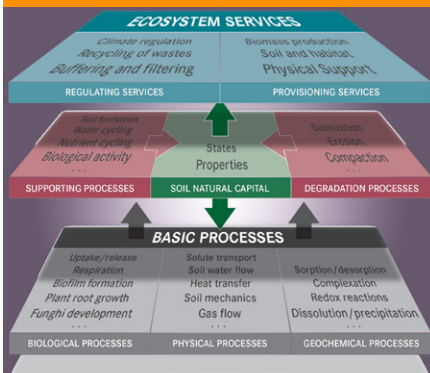 ECOSYSTEM SERVICES
Climate regulation
Recycling of wastes
Buffering and filtering
Biomass production
Soil and habitat
Physical Support
REGULATING SERVICES
PROVISIONING SERVICES
Soil formation
Water cycling
Nutrient cycling
Biological activity
...
States
Properties
Salinization
Erosion
Compaction
...
SUPPORTING PROCESSES
SOIL NATURAL CAPITAL
DEGRADATION PROCESSES
BASIC PROCESSES
Uptake/release
Respiration
Biofilm formation
Plant root growth
Funghi development
...
Solute transport
Soil water flow
Heat transfer
Soil mechanics
Gas flow
...
Sorption/desorption
Complexation
Redox reactions
Dissolution/precipitation
...
BIOLOGICAL PROCESSES
PHYSICAL PROCESSES
GEOCHEMICAL PROCESSES